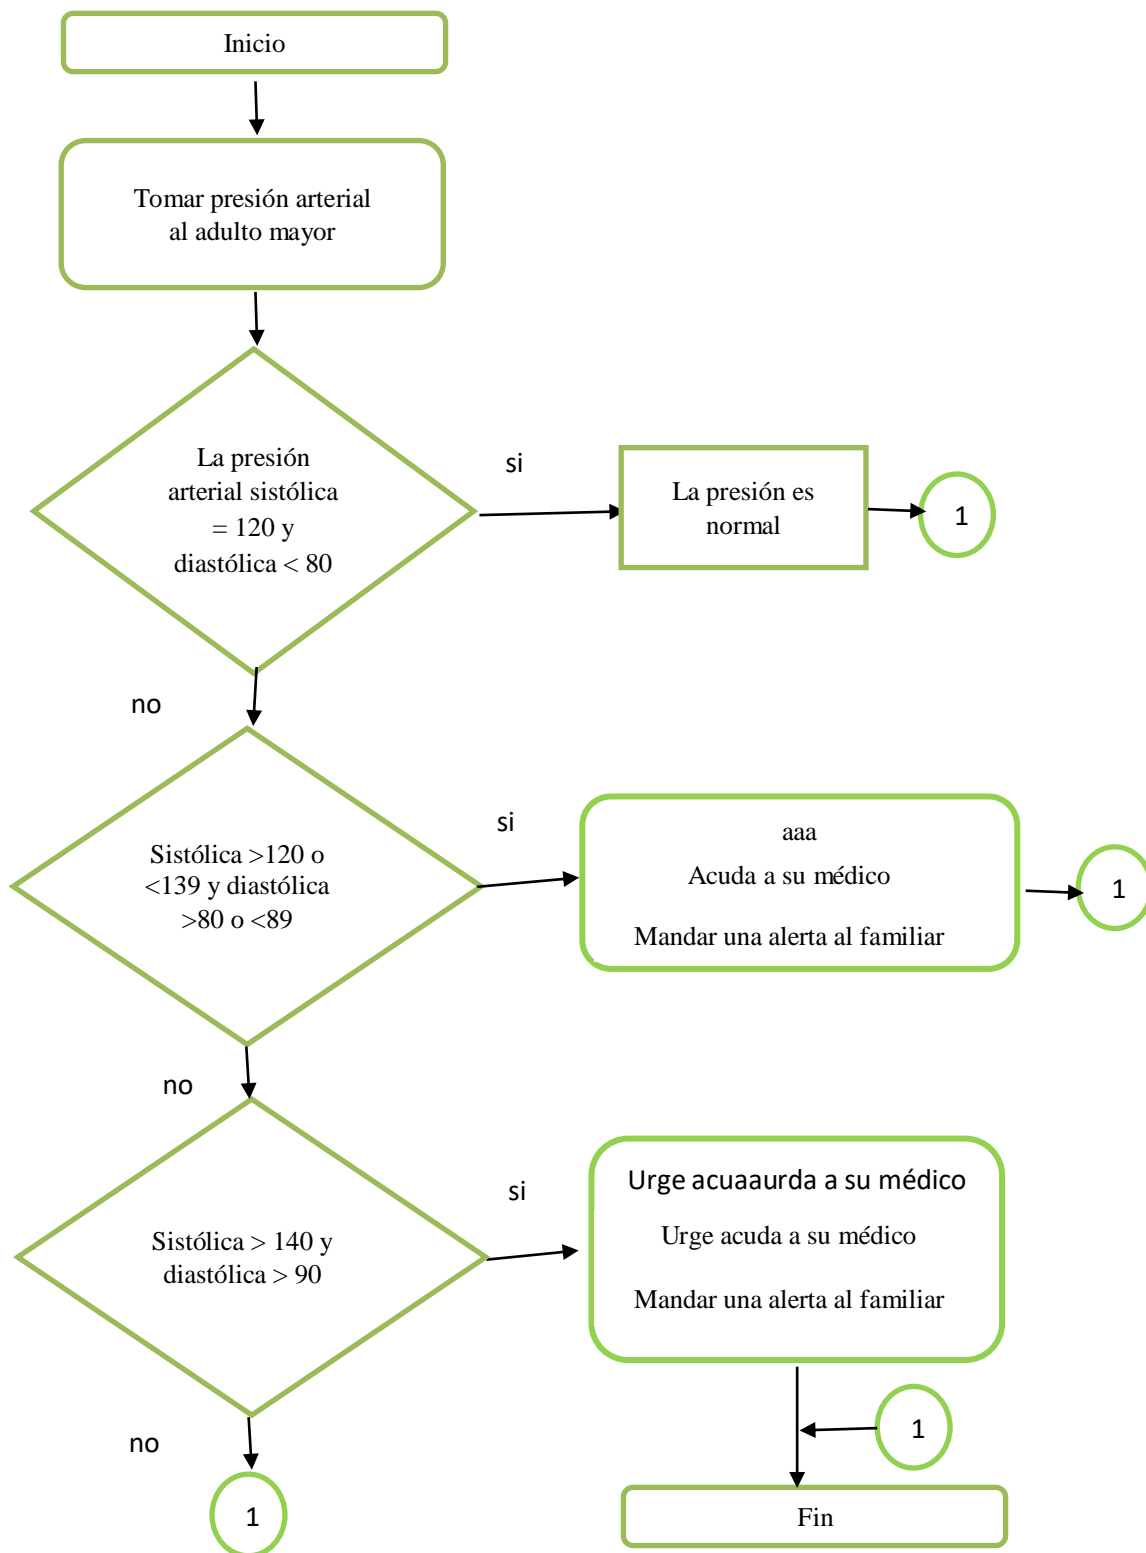 Inicio
Tomar presión arterial
al adulto mayor
La presión
arterial sistólica
= 120 y
diastólica < 80
si
La presión es
normal
1
no
Sistólica >120 o
<139 y diastólica
>80 o <89
si
aaa
Acuda a su médico
Mandar una alerta al familiar
1
no
Sistólica > 140 y
diastólica > 90
si
Urge acuaaurda a su médico
Urge acuda a su médico
Mandar una alerta al familiar
no
1
1
Fin